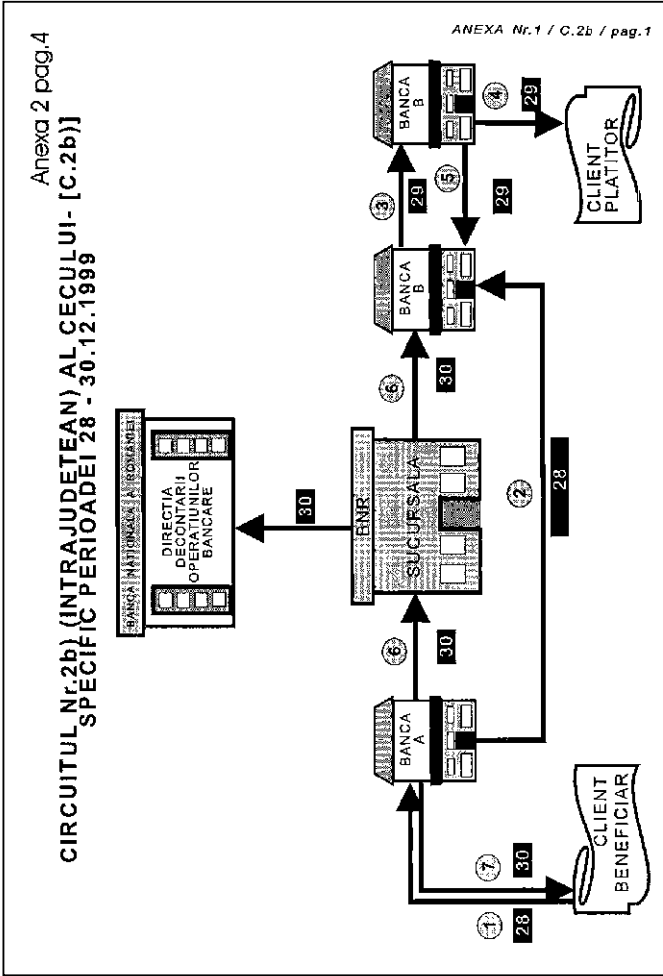 ANEXA Nr.1 / C.2b / pag.1
Anexa 2 pag.4
CIRCUITUL Nr.2b) (INTRAJUDETEAN) AL CECULUI- [C.2b)]
SPECIFIC PERIOADEI 28 - 30.12.1999
BANCA NATIONALA A ROMANIEI
DIRECTIA
DECONTARII
OPERATIUNILOR
BANCARE
30
BNR
SUCURSALA
BANCA
A
6
30
6
30
BANCA
B
3
29
5
29
BANCA
B
4
29
2
28
1
28
7
30
CLIENT
BENEFICIAR
CLIENT
PLATITOR